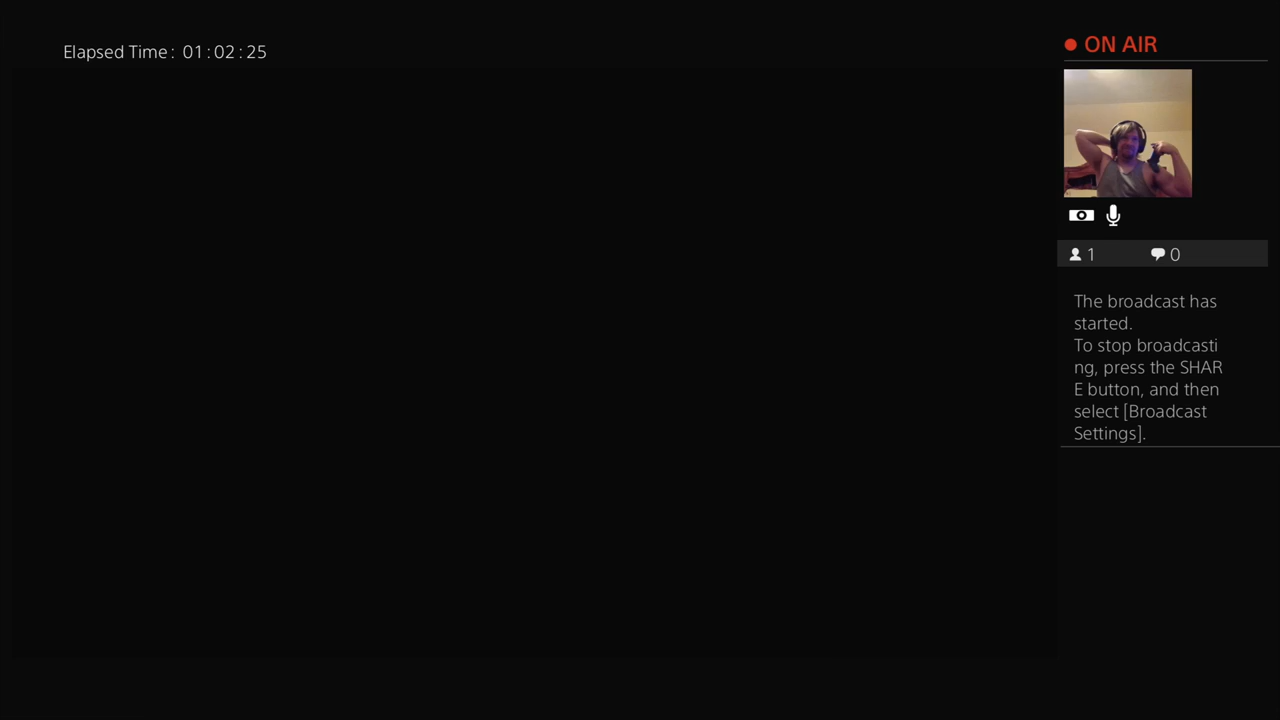 Elapsed Time: 01:02:25
ON AIR
1 0
The broadcast has
started.
To stop broadcasti
ng, press the SHAR
E button, and then
select [Broadcast
Settings].